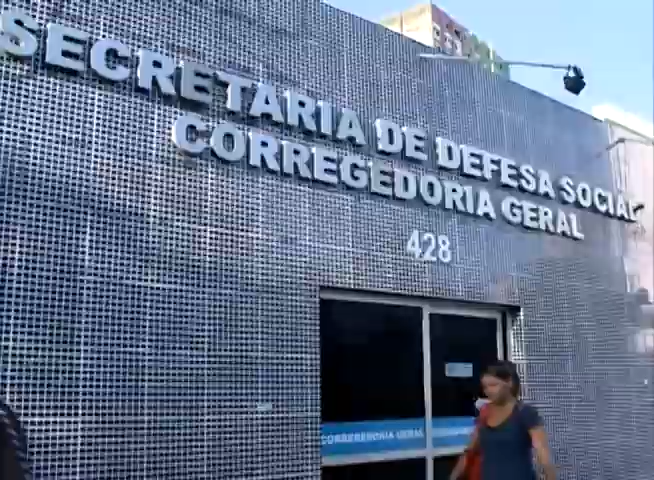 SECRETARIA DE DEFESA SOCIAL
CORREGEDORIA GERAL
428
CORREGEDORIA GERAL